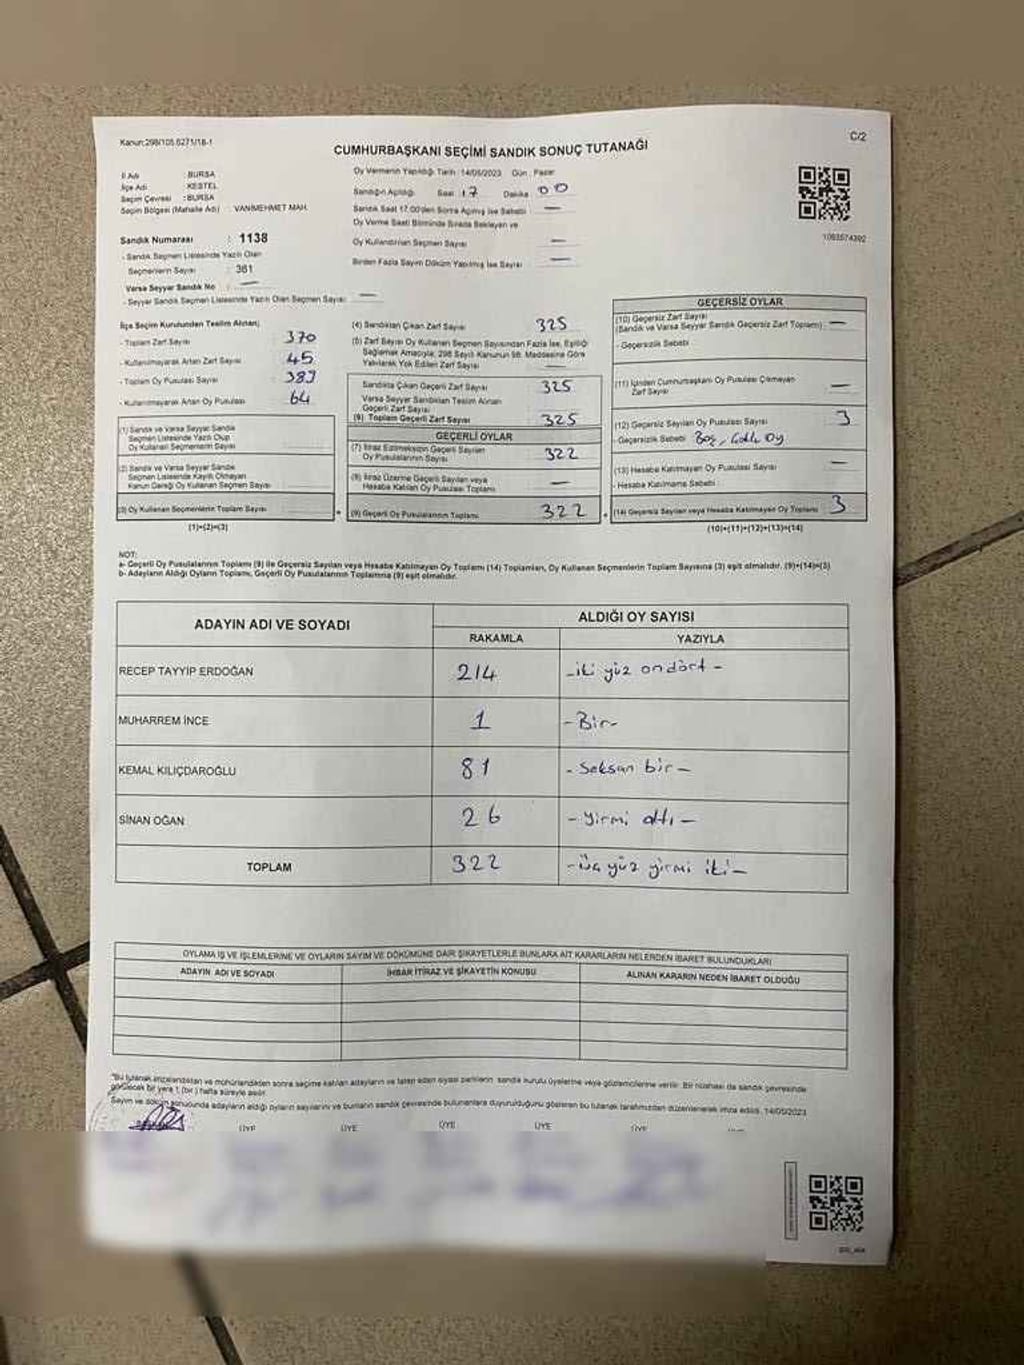 Kanun:298/105.6271/18-1
C/2
CUMHURBAŞKANI SEÇİMİ SANDIK SONUÇ TUTANAĞI
İl Adı : BURSA
İlçe Adı : KESTEL
Seçim Çevresi : BURSA
Seçim Bölgesi (Mahalle Adı) : VANİMEHMET MAH.
Sandık Numarası : 1138
- Sandık Seçmen Listesinde Yazılı Olan
Seçmenlerin Sayısı : 361
Varsa Seyyar Sandık No : —
- Seyyar Sandık Seçmen Listesinde Yazılı Olan Seçmen Sayısı: —
Oy Vermenin Yapıldığı Tarih : 14/05/2023 Gün : Pazar
Sandığın Açıldığı Saat : 17 Dakika : 00
Sandık Saat 17.00'den Sonra Açılmış İse Sebebi —
Oy Verme Saati Bitiminde Sırada Bekleyen ve
Oy Kullandırılan Seçmen Sayısı —
Birden Fazla Sayım Döküm Yapılmış İse Sayısı —
1093574392
İlçe Seçim Kurulundan Teslim Alınan;
- Toplam Zarf Sayısı : 370
- Kullanılmayarak Artan Zarf Sayısı : 45
- Toplam Oy Pusulası Sayısı : 389
- Kullanılmayarak Artan Oy Pusulası : 64
(1) Sandık ve Varsa Seyyar Sandık
Seçmen Listesinde Yazılı Olup
Oy Kullanan Seçmenlerin Sayısı
(2) Sandık ve Varsa Seyyar Sandık
Seçmen Listesinde Kayıtlı Olmayan
Kanun Gereği Oy Kullanan Seçmen Sayısı
(3) Oy Kullanan Seçmenlerin Toplam Sayısı
(1)+(2)=(3)
(4) Sandıktan Çıkan Zarf Sayısı 325
(5) Zarf Sayısı Oy Kullanan Seçmen Sayısından Fazla İse, Eşitliği
Sağlamak Amacıyla, 298 Sayılı Kanunun 98. Maddesine Göre
Yakılarak Yok Edilen Zarf Sayısı —
Sandıkta Çıkan Geçerli Zarf Sayısı 325
Varsa Seyyar Sandıktan Teslim Alınan
Geçerli Zarf Sayısı
(6) Toplam Geçerli Zarf Sayısı 325
GEÇERLİ OYLAR
(7) İtiraz Edilmeksizin Geçerli Sayılan
Oy Pusulalarının Sayısı 322
(8) İtiraz Üzerine Geçerli Sayılan veya
Hesaba Katılan Oy Pusulası Toplamı —
(9) Geçerli Oy Pusulalarının Toplamı 322
GEÇERSİZ OYLAR
(10) Geçersiz Zarf Sayısı
(Sandık ve Varsa Seyyar Sandık Geçersiz Zarf Toplamı) —
- Geçersizlik Sebebi
(11) İçinden Cumhurbaşkanı Oy Pusulası Çıkmayan
Zarf Sayısı —
(12) Geçersiz Sayılan Oy Pusulası Sayısı 3
- Geçersizlik Sebebi Boş, Oy
(13) Hesaba Katılmayan Oy Pusulası Sayısı —
- Hesaba Katılmama Sebebi
(14) Geçersiz Sayılan veya Hesaba Katılmayan Oy Toplamı 3
(10)+(11)+(12)+(13)=(14)
NOT:
a- Geçerli Oy Pusulalarının Toplamı (9) ile Geçersiz Sayılan veya Hesaba Katılmayan Oy Toplamı (14) Toplamları, Oy Kullanan Seçmenlerin Toplam Sayısına (3) eşit olmalıdır. (9)+(14)=(3)
b- Adayların Aldığı Oyların Toplamı, Geçerli Oy Pusulalarının Toplamına (9) eşit olmalıdır.
ADAYIN ADI VE SOYADI ALDIĞI OY SAYISI
RAKAMLA YAZIYLA
RECEP TAYYİP ERDOĞAN 214 -iki yüz ondört-
MUHARREM İNCE 1 -Bir-
KEMAL KILIÇDAROĞLU 81 -Seksan bir-
SİNAN OĞAN 26 -Yirmi altı-
TOPLAM 322 -Üç yüz yirmi iki-
OYLAMA İŞ VE İŞLEMLERİNE VE OYLARIN SAYIM VE DÖKÜMÜNE DAİR ŞİKAYETLERLE BUNLARA AİT KARARLARIN NELERDEN İBARET BULUNDUKLARI
ADAYIN ADI VE SOYADI İHBAR İTİRAZ VE ŞİKAYETİN KONUSU ALINAN KARARIN NEDEN İBARET OLDUĞU
"Bu tutanak imzalandıktan ve mühürlendikten sonra seçime katılan adayların ve talep eden siyasi partilerin sandık kurulu üyelerine veya gözlemcilerine verilir. Bir nüshası da sandık çevresinde
görülecek bir yere 1 (bir) hafta süreyle asılır.
Sayım ve döküm sonucunda adayların aldığı oyların sayılarını ve bunların sandık çevresinde bulunanlara duyurulduğunu gösteren bu tutanak tarafımızdan düzenlenerek imza edildi. 14/05/2023
ÜYE ÜYE ÜYE ÜYE ÜYE